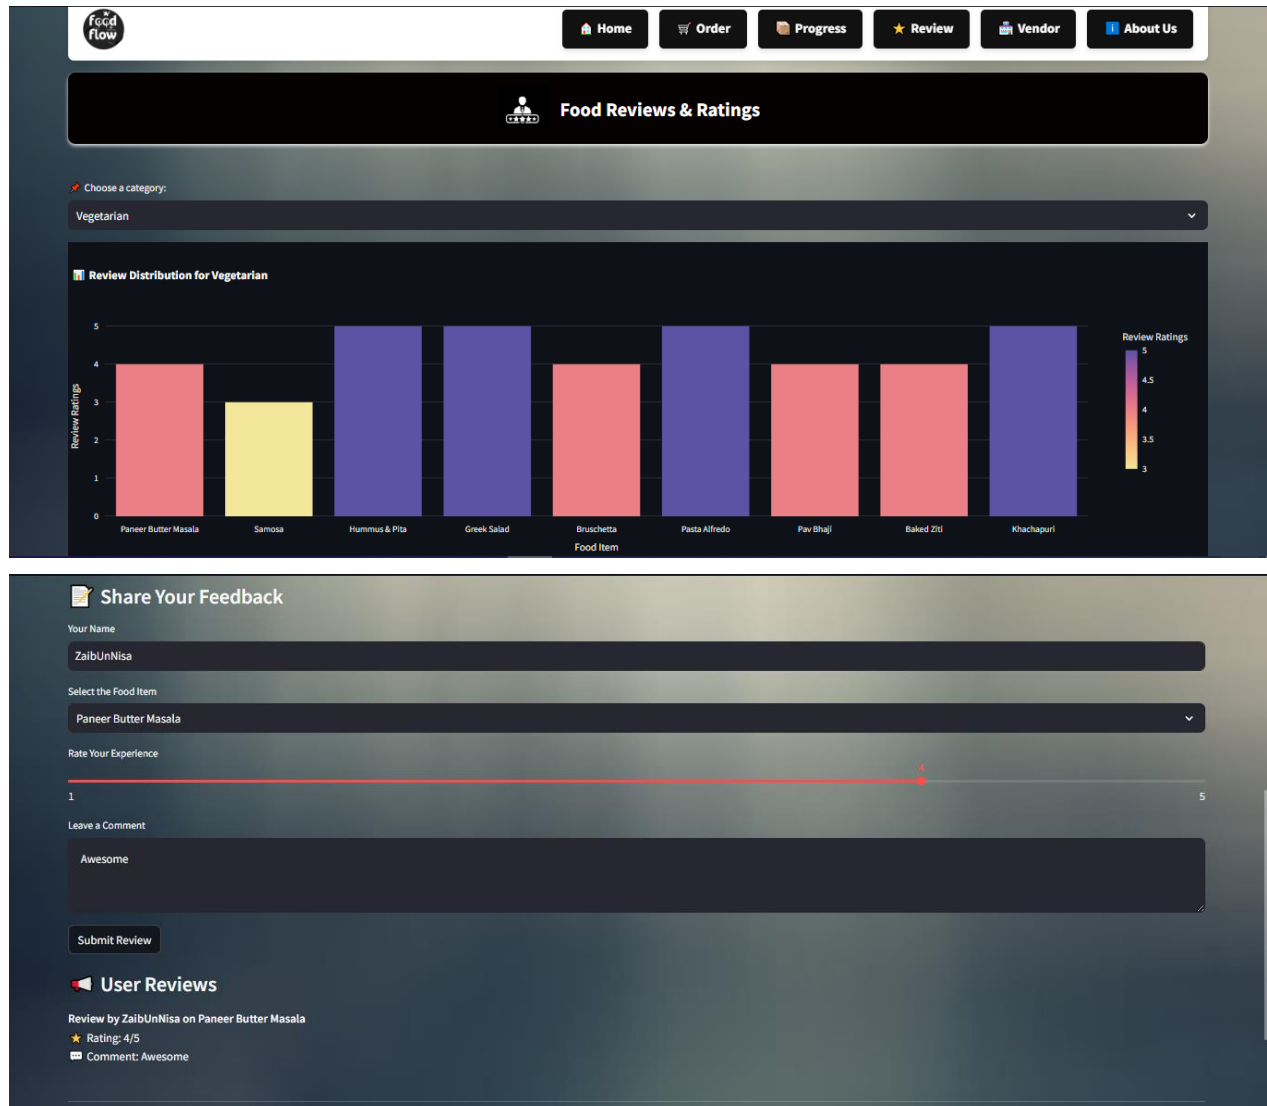 Food
flow
Home
Order
Progress
Review
Vendor
About Us
Food Reviews & Ratings
Choose a category:
Vegetarian
Review Distribution for Vegetarian
Review Ratings
5
4
3
2
1
0
Paneer Butter Masala
Samosa
Hummus & Pita
Greek Salad
Bruschetta
Pasta Alfredo
Pav Bhaji
Baked Ziti
Khachapuri
Food Item
Review Ratings
5
4.5
4
3.5
3
Share Your Feedback
Your Name
ZaibUnNisa
Select the Food Item
Paneer Butter Masala
Rate Your Experience
4
1
5
Leave a Comment
Awesome
Submit Review
User Reviews
Review by ZaibUnNisa on Paneer Butter Masala
Rating: 4/5
Comment: Awesome